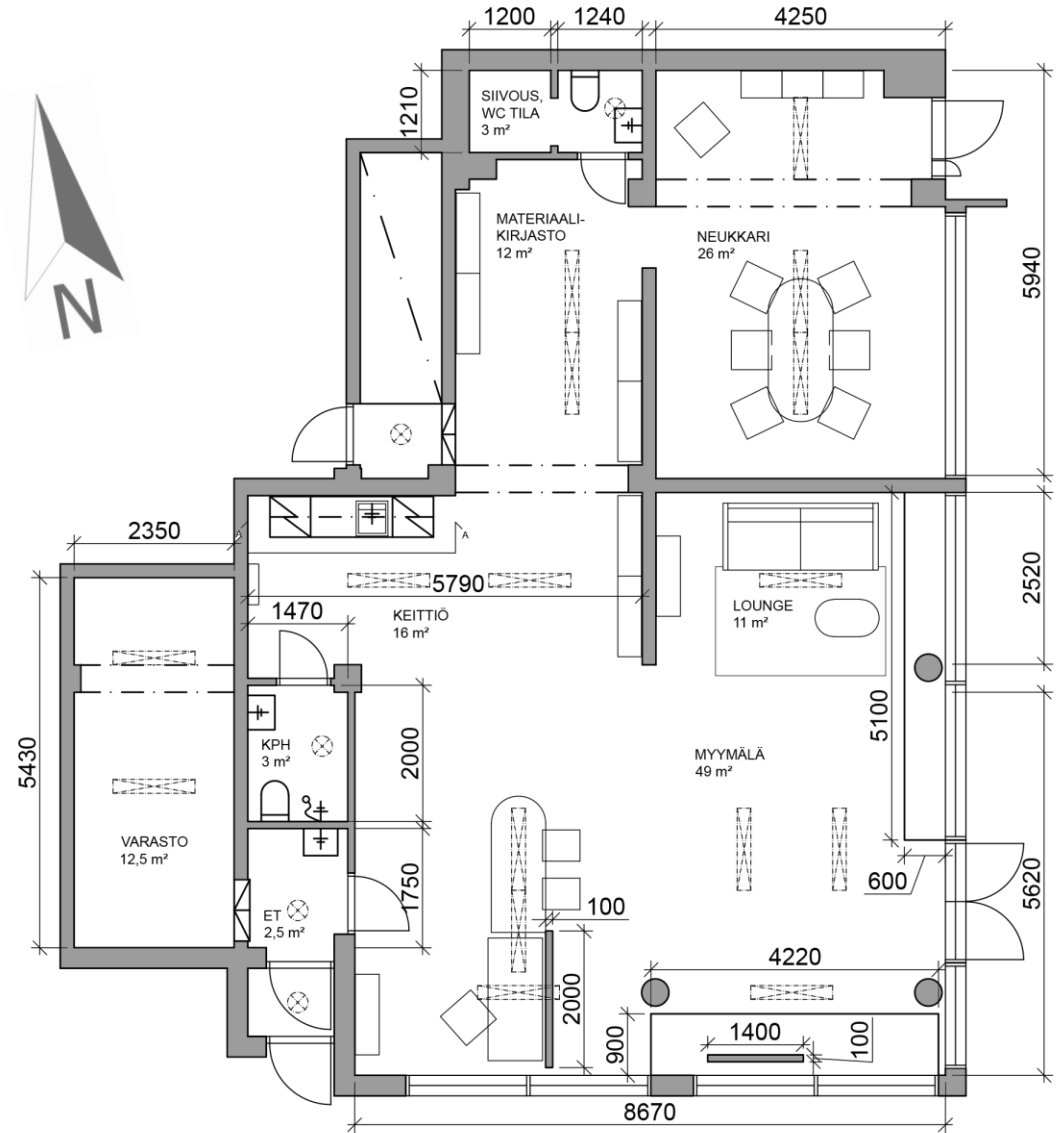 1200
1240
4250
1210
SIIVOUS,
WC TILA
3 m²
N
MATERIAALI-
KIRJASTO
12 m²
NEUKKARI
26 m²
5940
2350
A
A
5790
1470
KEITTIÖ
16 m²
LOUNGE
11 m²
2520
5430
KPH
3 m²
2000
5100
MYYMÄLÄ
49 m²
VARASTO
12,5 m²
1750
ET
2,5 m²
100
600
5620
2000
4220
900
1400
100
8670